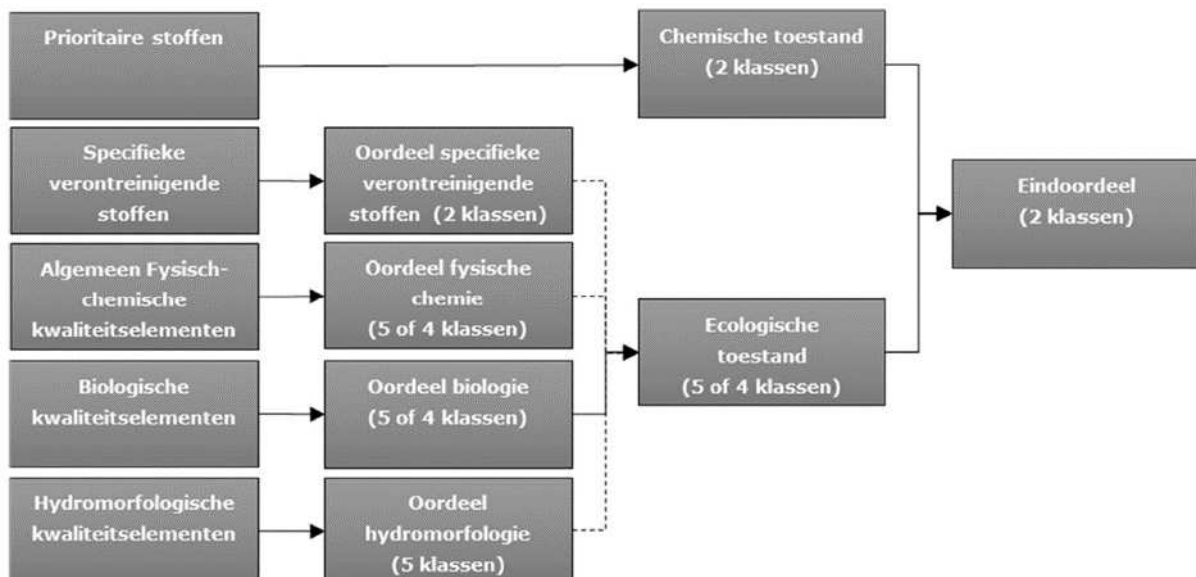 Prioritaire stoffen
Chemische toestand
(2 klassen)
Specifieke
verontreinigende
stoffen
Oordeel specifieke
verontreinigende
stoffen (2 klassen)
Eindoordeel
(2 klassen)
Algemeen Fysisch-
chemische
kwaliteitselementen
Oordeel fysische
chemie
(5 of 4 klassen)
Ecologische
toestand
(5 of 4 klassen)
Biologische
kwaliteitselementen
Oordeel biologie
(5 of 4 klassen)
Hydromorfologische
kwaliteitselementen
Oordeel
hydromorfologie
(5 klassen)